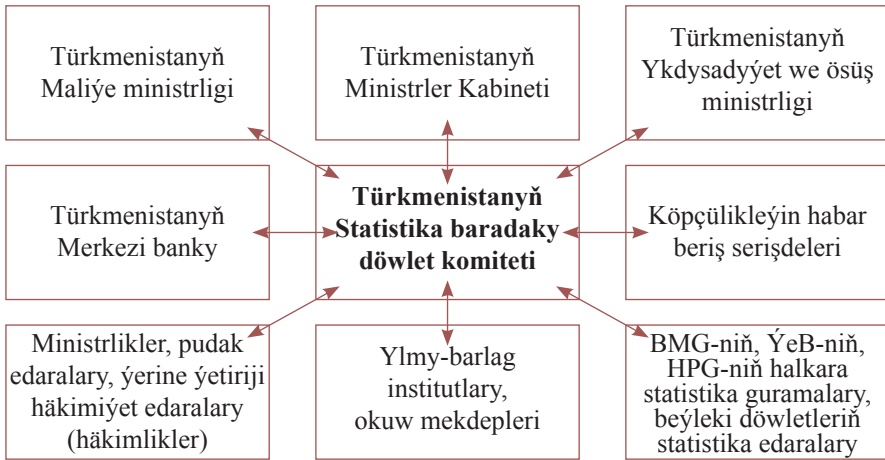 Türkmenistanyň
Maliýe ministrligi
Türkmenistanyň
Ministrler Kabineti
Türkmenistanyň
Ykdysadyýet we ösüş
ministrligi
Türkmenistanyň
Merkezi banky
Türkmenistanyň
Statistika baradaky
döwlet komiteti
Köpçülikleýin habar
beriş serişdeleri
Ministrlikler, pudak
edaralary, ýerine ýetiriji
häkimiýet edaralary
(häkimlikler)
Ylmy-barlag
institutlary,
okuw mekdepleri
BMG-niň, ÝeB-niň,
HPG-niň halkara
statistika guramalary,
beýleki döwletleriň
statistika edaralary